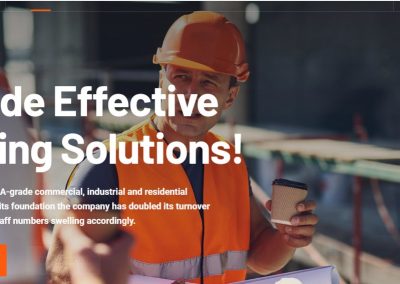 de Effective
ing Solutions!
A-grade commercial, industrial and residential
its foundation the company has doubled its turnover
aff numbers swelling accordingly.